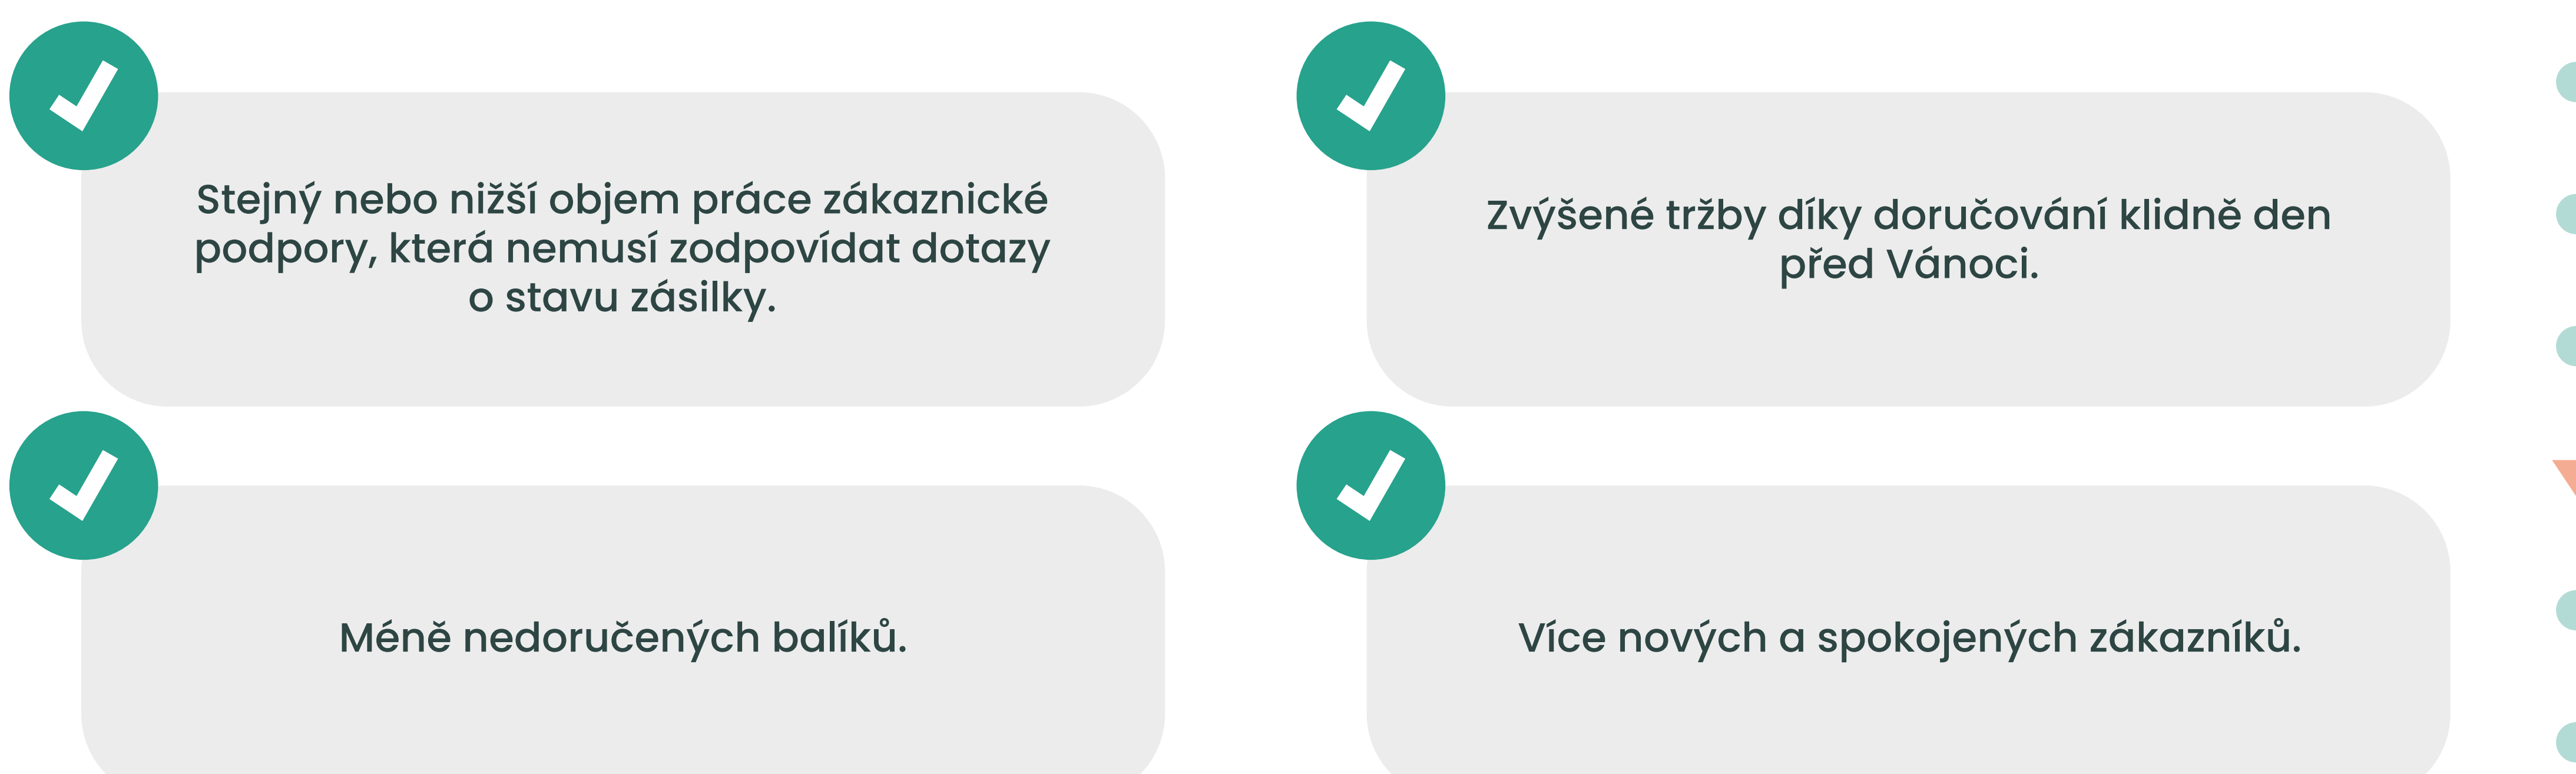 Stejný nebo nižší objem práce zákaznické
podpory, která nemusí zodpovídat dotazy
o stavu zásilky.
Zvýšené tržby díky doručování klidně den
před Vánoci.
Méně nedoručených balíků.
Více nových a spokojených zákazníků.